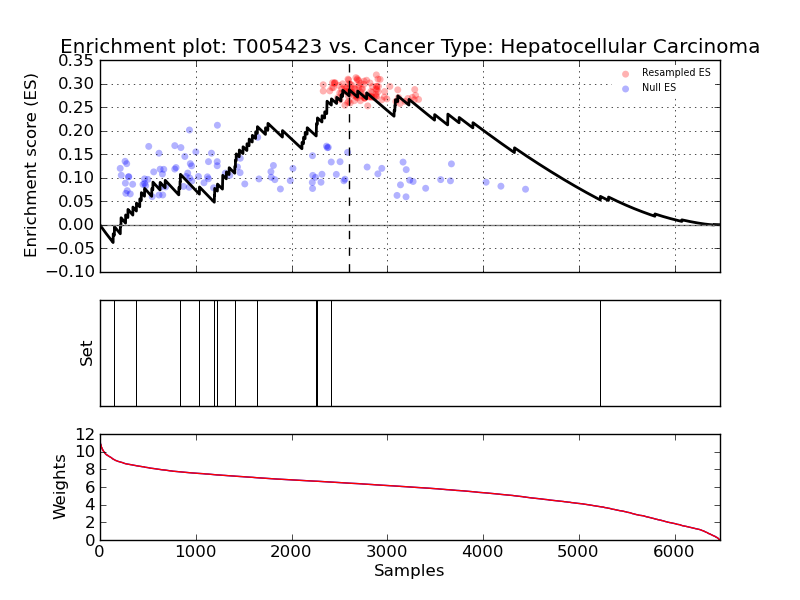 Enrichment plot: T005423 vs. Cancer Type: Hepatocellular Carcinoma
Enrichment score (ES)
0.35
0.30
0.25
0.20
0.15
0.10
0.05
0.00
−0.05
−0.10
Resampled ES
Null ES
Set
Weights
12
10
8
6
4
2
0
0 1000 2000 3000 4000 5000 6000
Samples